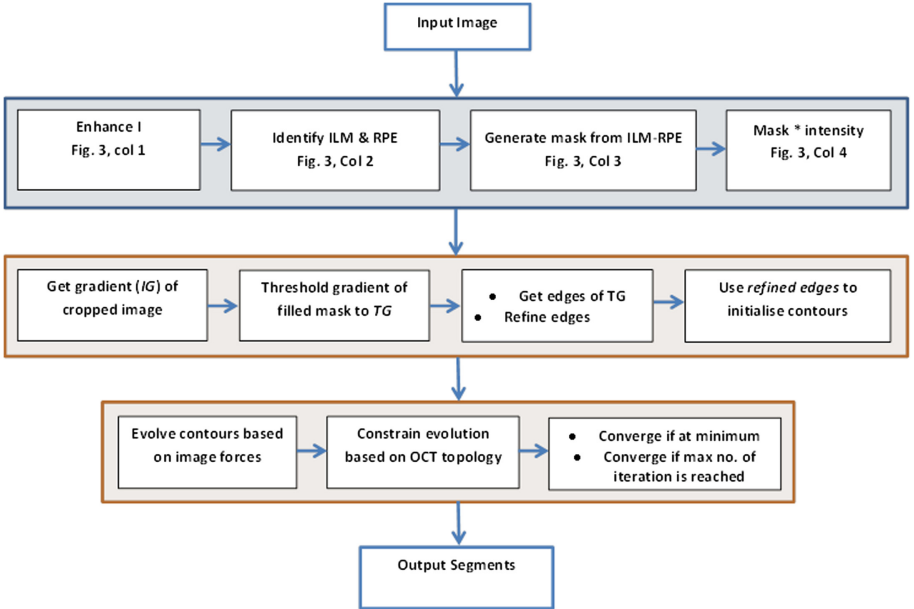 Input Image
Enhance I
Fig. 3, col 1
Identify ILM & RPE
Fig. 3, Col 2
Generate mask from ILM-RPE
Fig. 3, Col 3
Mask * intensity
Fig. 3, Col 4
Get gradient (IG) of
cropped image
Threshold gradient of
filled mask to TG
● Get edges of TG
● Refine edges
Use refined edges to
initialise contours
Evolve contours based
on image forces
Constrain evolution
based on OCT topology
● Converge if at minimum
● Converge if max no. of
iteration is reached
Output Segments